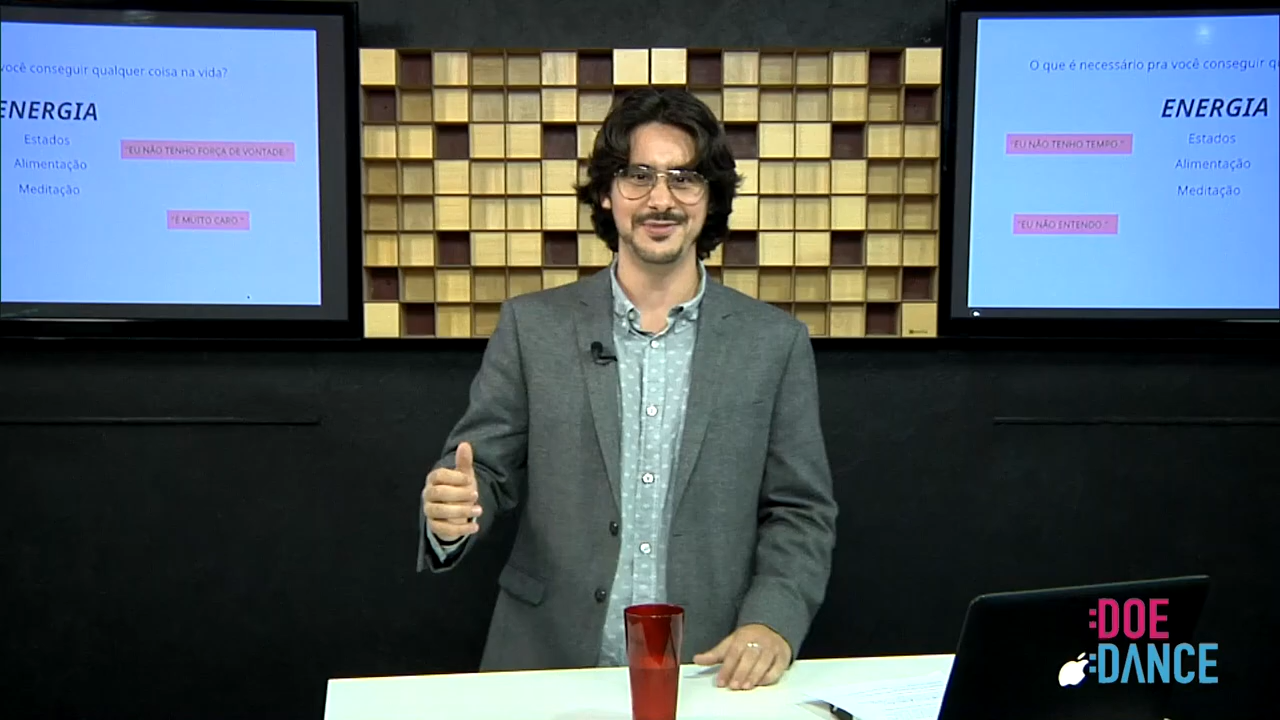 você conseguir qualquer coisa na vida?
ENERGIA
Estados
"EU NÃO TENHO FORÇA DE VONTADE."
Alimentação
Meditação
"É MUITO CARO."
O que é necessário pra você conseguir
ENERGIA
"EU NÃO TENHO TEMPO."
Estados
Alimentação
Meditação
"EU NÃO ENTENDO."
:DOE
:DANCE